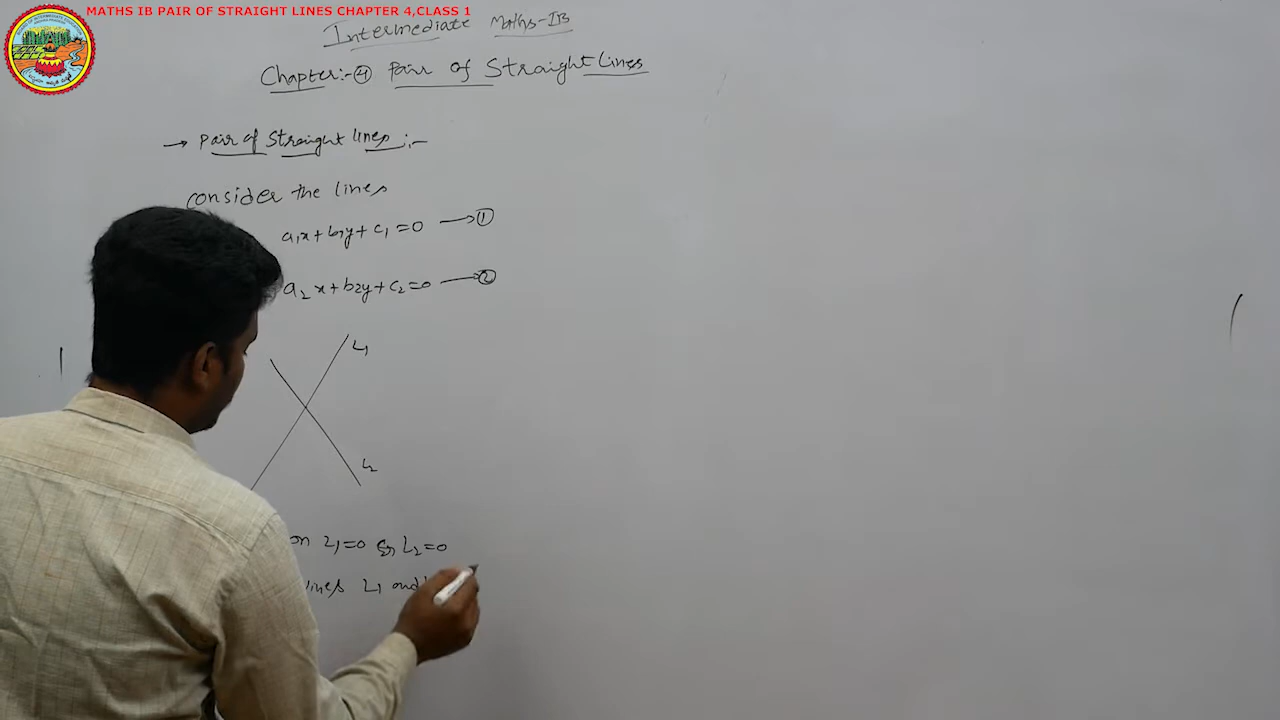 MATHS IB PAIR OF STRAIGHT LINES CHAPTER 4,CLASS 1
Intermediate Maths-IB
Chapter:-④ Pair of Straight Lines
→ Pair of Straight lines:-
consider the lines
a₁x+b₁y+c₁=0 → ①
a₂x+b₂y+c₂=0 → ②
L₁
L₂
on L₁=0 or L₂=0
lines L₁ and